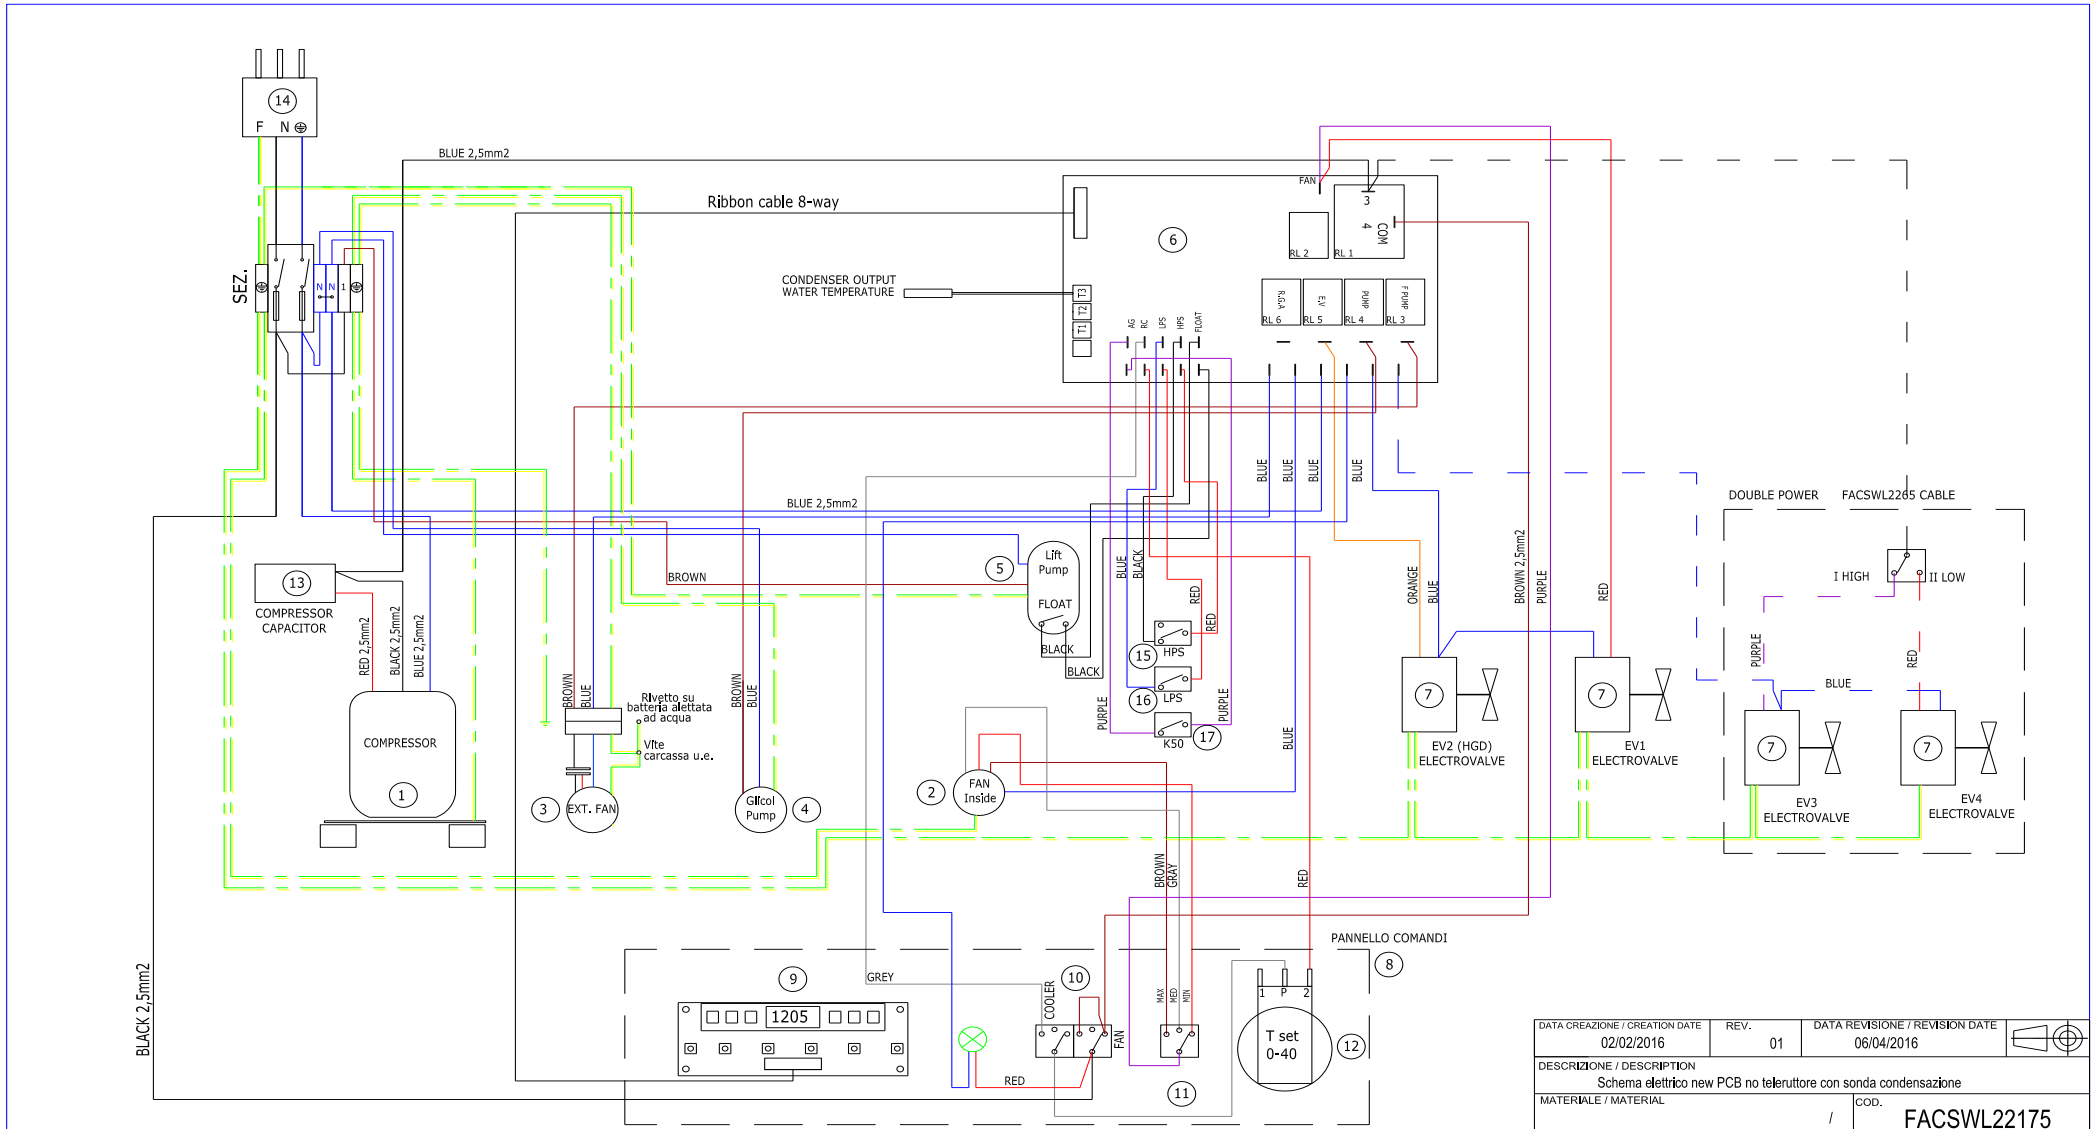 14
F N
BLUE 2,5mm2
Ribbon cable 8-way
FAN
3
4
COM
RL 2
RL 1
6
SEZ.
N
N
1
CONDENSER OUTPUT
WATER TEMPERATURE
T3
T2
T1
R.G.A
RL 6
E.V
RL 5
PUMP
RL 4
F PUMP
RL 3
AG
RC
LPS
HPS
FLOAT
BLUE
BLUE
BLUE
BLUE
BLUE 2,5mm2
DOUBLE POWER
FACSWL2265 CABLE
13
COMPRESSOR
CAPACITOR
RED 2,5mm2
BLACK 2,5mm2
BLUE 2,5mm2
BROWN
5
Lift
Pump
FLOAT
BLACK
BLACK
BLUE
BLACK
RED
RED
15
HPS
16
LPS
17
K50
PURPLE
PURPLE
ORANGE
BLUE
BROWN 2,5mm2
PURPLE
RED
I HIGH
II LOW
PURPLE
RED
BLUE
COMPRESSOR
1
BROWN
BLUE
Rivetto su
batteria alettata
ad acqua
Vite
carcassa u.e.
3
EXT. FAN
BROWN
BLUE
Glicol
Pump
4
2
FAN
Inside
BLUE
7
EV2 (HGD)
ELECTROVALVE
7
EV1
ELECTROVALVE
7
EV3
ELECTROVALVE
7
EV4
ELECTROVALVE
BROWN
GRAY
RED
BLACK 2,5mm2
PANNELLO COMANDI
8
9
1205
GREY
10
COOLER
FAN
RED
MAX
MED
MIN
11
1 P 2
T set
0-40
12
DATA CREAZIONE / CREATION DATE
02/02/2016
REV.
01
DATA REVISIONE / REVISION DATE
06/04/2016
DESCRIZIONE / DESCRIPTION
Schema elettrico new PCB no teleruttore con sonda condensazione
MATERIALE / MATERIAL
/
COD.
FACSWL22175